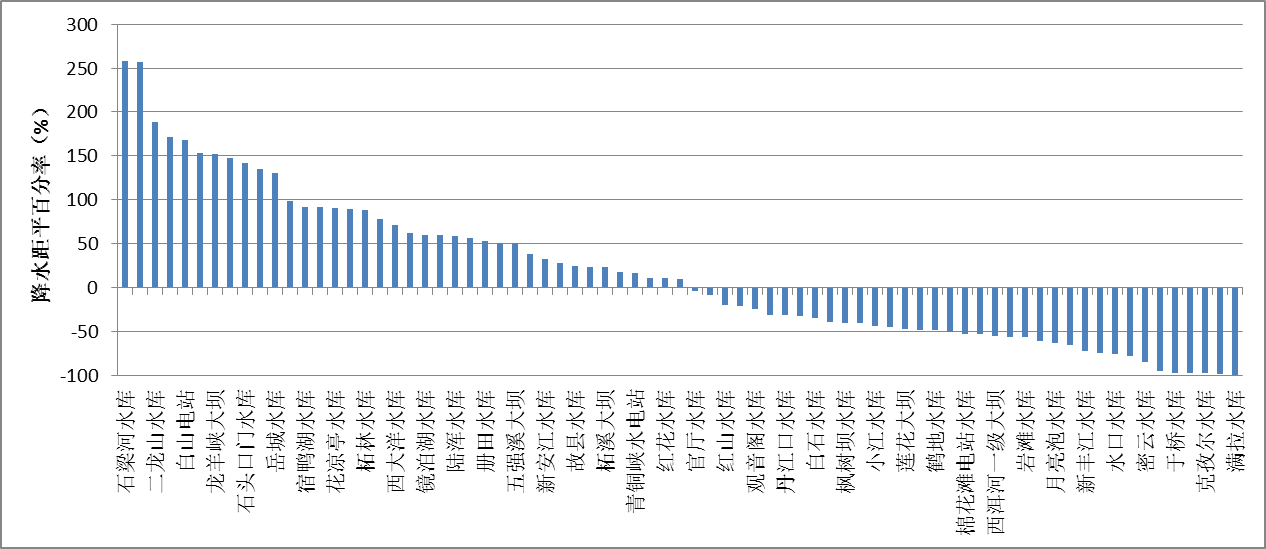 300
250
200
150
100
50
0
-50
-100
降水距平百分率（%）
石梁河水库
二龙山水库
白山电站
龙羊峡大坝
石头口门水库
岳城水库
宿鸭湖水库
花凉亭水库
柘林水库
西大洋水库
镜泊湖水库
陆浑水库
册田水库
五强溪大坝
新安江水库
故县水库
柘溪大坝
青铜峡水电站
红花水库
官厅水库
红山水库
观音阁水库
丹江口水库
白石水库
枫树坝水库
小江水库
莲花大坝
鹤地水库
棉花滩电站水库
西洱河一级大坝
岩滩水库
月亮泡水库
新丰江水库
水口水库
密云水库
于桥水库
克孜尔水库
满拉水库